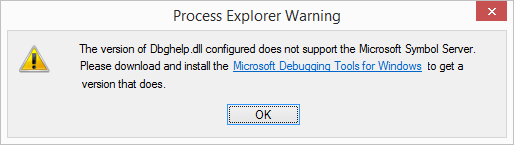 Process Explorer Warning
The version of Dbghelp.dll configured does not support the Microsoft Symbol Server.
Please download and install the Microsoft Debugging Tools for Windows to get a
version that does.
OK